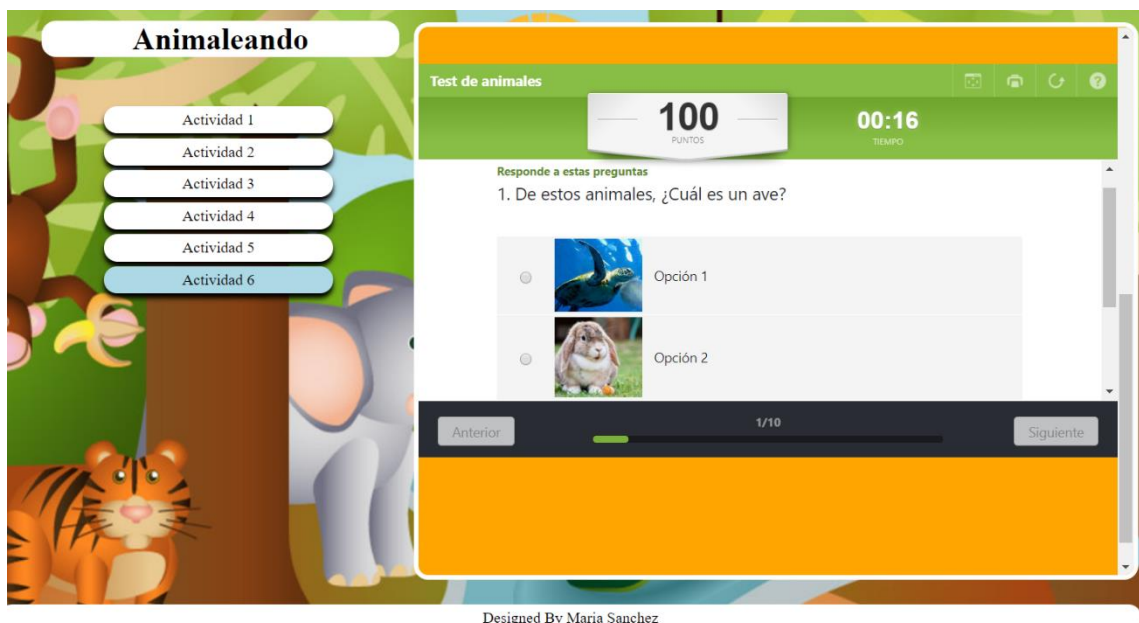 Animaleando
Actividad 1
Actividad 2
Actividad 3
Actividad 4
Actividad 5
Actividad 6
Test de animales
100
PUNTOS
00:16
TIEMPO
Responde a estas preguntas
1. De estos animales, ¿Cuál es un ave?
Opción 1
Opción 2
Anterior
1/10
Siguiente
Designed By Maria Sanchez